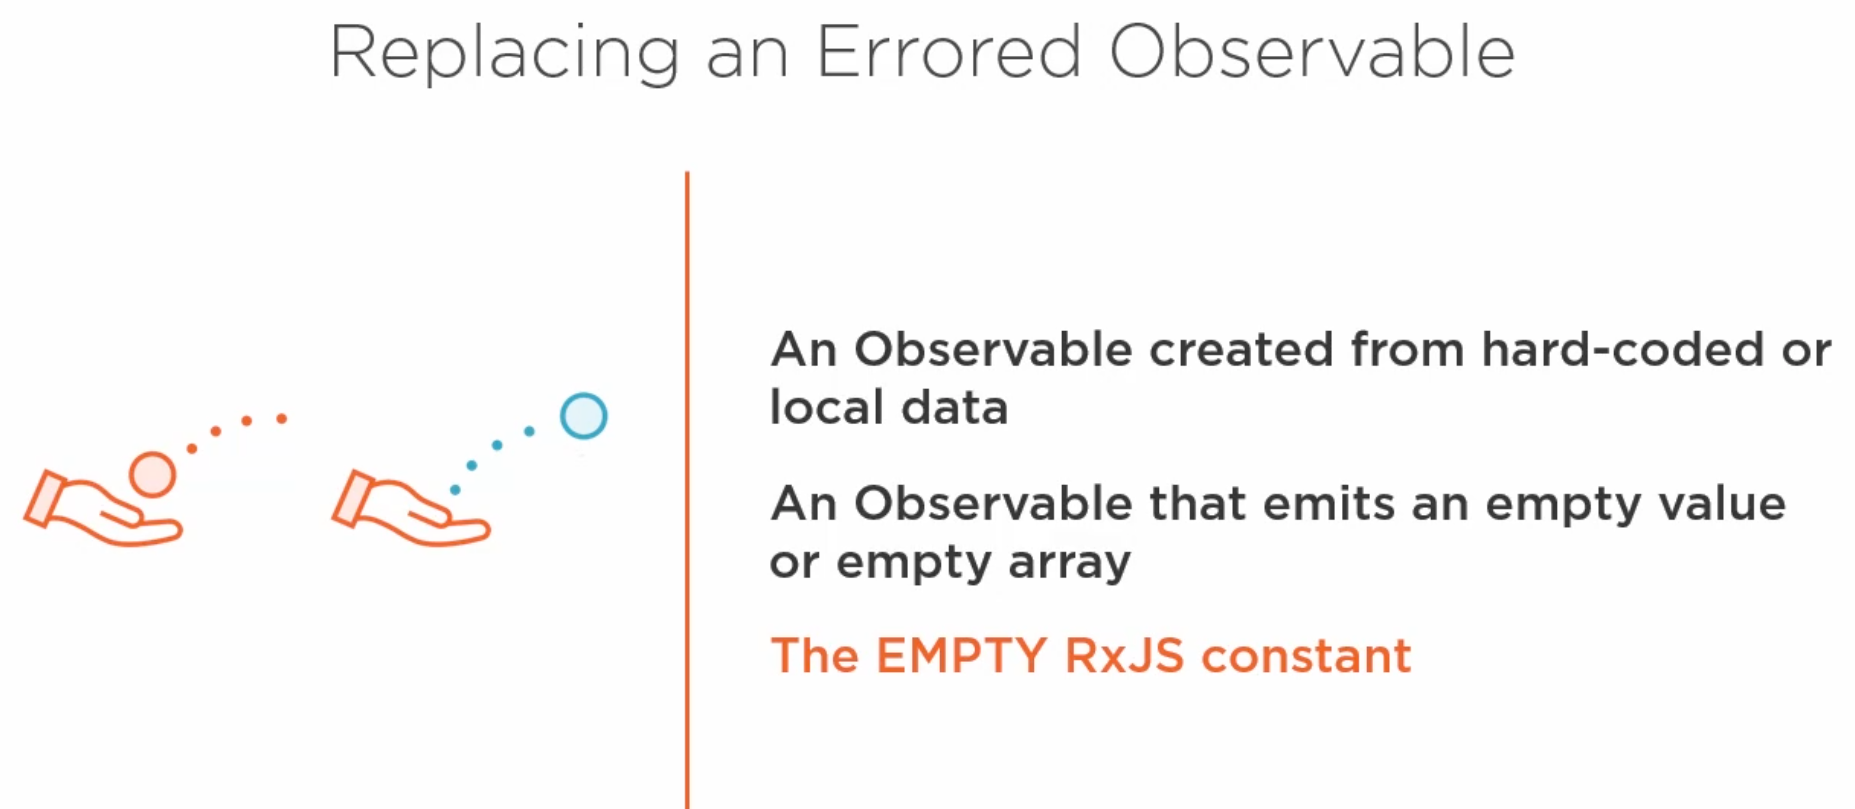 Replacing an Errored Observable
An Observable created from hard-coded or
local data
An Observable that emits an empty value
or empty array
The EMPTY RxJS constant